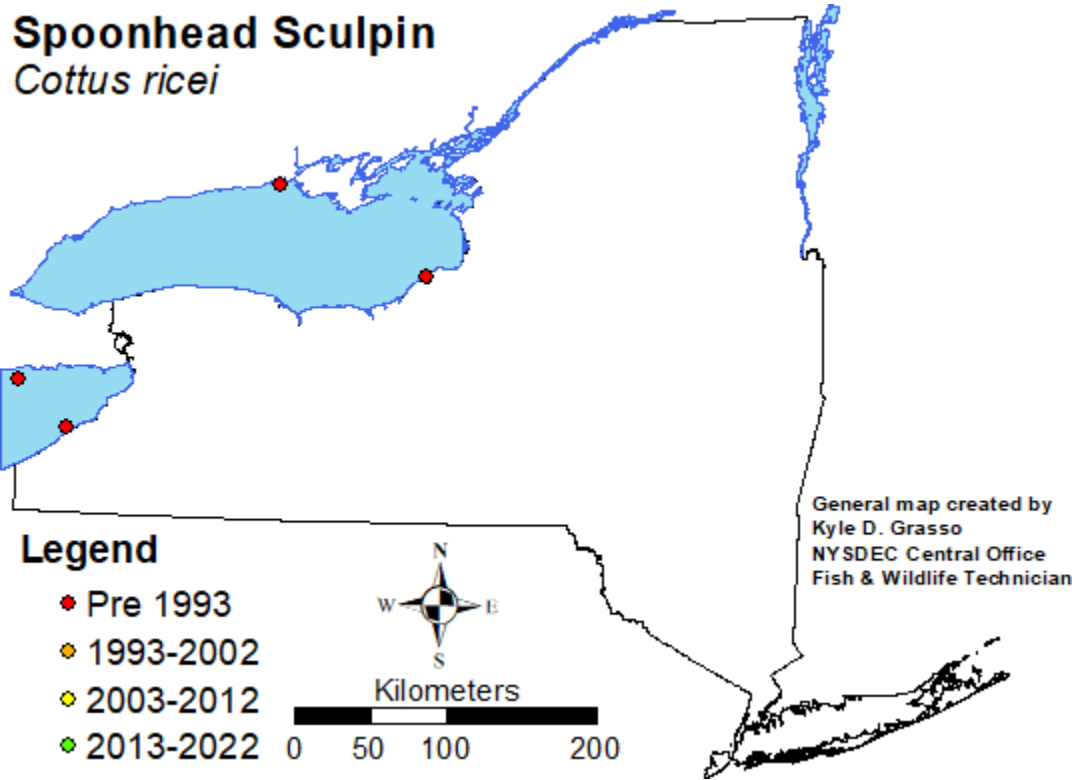 Spoonhead Sculpin
Cottus ricei
General map created by
Kyle D. Grasso
NYSDEC Central Office
Fish & Wildlife Technician
Legend
Pre 1993
1993-2002
2003-2012
2013-2022
N
W E
S
Kilometers
0 50 100 200